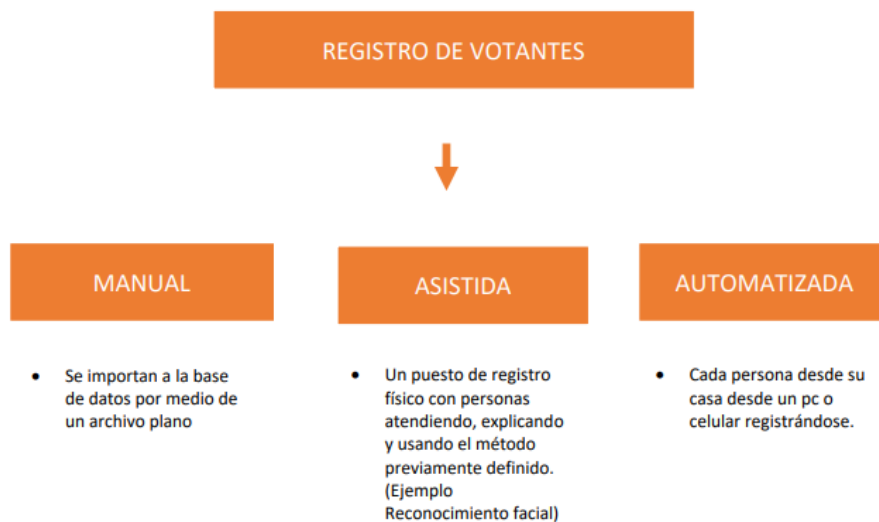 REGISTRO DE VOTANTES
MANUAL
• Se importan a la base
de datos por medio de
un archivo plano
ASISTIDA
• Un puesto de registro
físico con personas
atendiendo, explicando
y usando el método
previamente definido.
(Ejemplo
Reconocimiento facial)
AUTOMATIZADA
• Cada persona desde su
casa desde un pc o
celular registrándose.